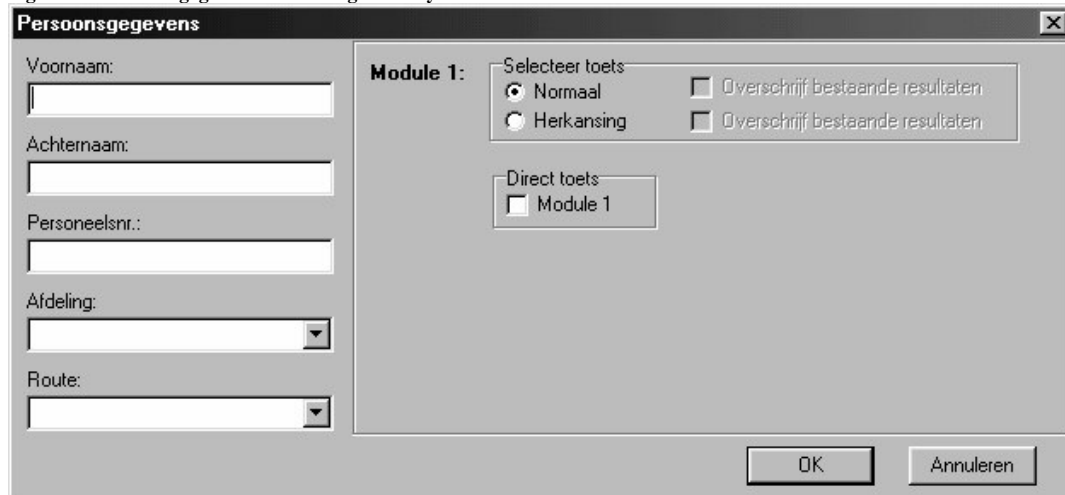 Persoonsgegevens
Voornaam:
Achternaam:
Personeelsnr.:
Afdeling:
Route:
Module 1:
Selecteer toets
Normaal
Overschrijf bestaande resultaten
Herkansing
Overschrijf bestaande resultaten
Direct toets
Module 1
OK
Annuleren